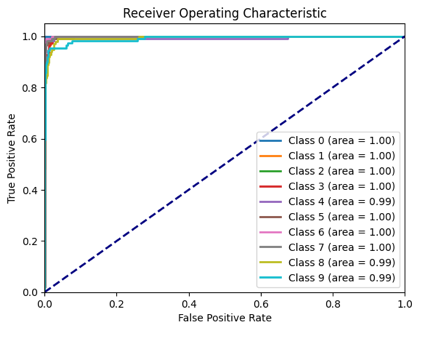 Receiver Operating Characteristic
1.0
0.8
0.6
0.4
0.2
0.0
True Positive Rate
Class 0 (area = 1.00)
Class 1 (area = 1.00)
Class 2 (area = 1.00)
Class 3 (area = 1.00)
Class 4 (area = 0.99)
Class 5 (area = 1.00)
Class 6 (area = 1.00)
Class 7 (area = 1.00)
Class 8 (area = 0.99)
Class 9 (area = 0.99)
0.0 0.2 0.4 0.6 0.8 1.0
False Positive Rate